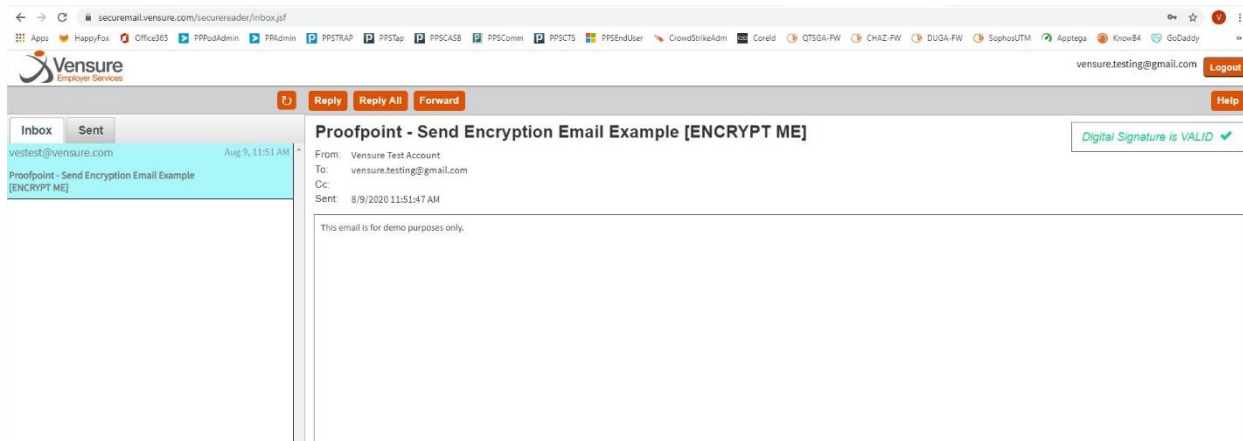 securemail.vensure.com/securereader/inbox.jsf
Apps HappyFox Office365 PPPodAdmin PPAdmin PPSTRAP PPSTap PPSCASB PPSComm PPSCTS PPSEndUser CrowdStrikeAdm CoreId QTSGA-FW CHAZ-FW DUGA-FW SophosUTM Apptega KnowB4 GoDaddy »
Vensure
Employer Services
vensure.testing@gmail.com Logout
Reply Reply All Forward Help
Inbox Sent
vestest@vensure.com Aug 9, 11:51 AM
Proofpoint - Send Encryption Email Example
[ENCRYPT ME]
Proofpoint - Send Encryption Email Example [ENCRYPT ME]
Digital Signature is VALID ✔
From: Vensure Test Account
To: vensure.testing@gmail.com
Cc:
Sent: 8/9/2020 11:51:47 AM
This email is for demo purposes only.